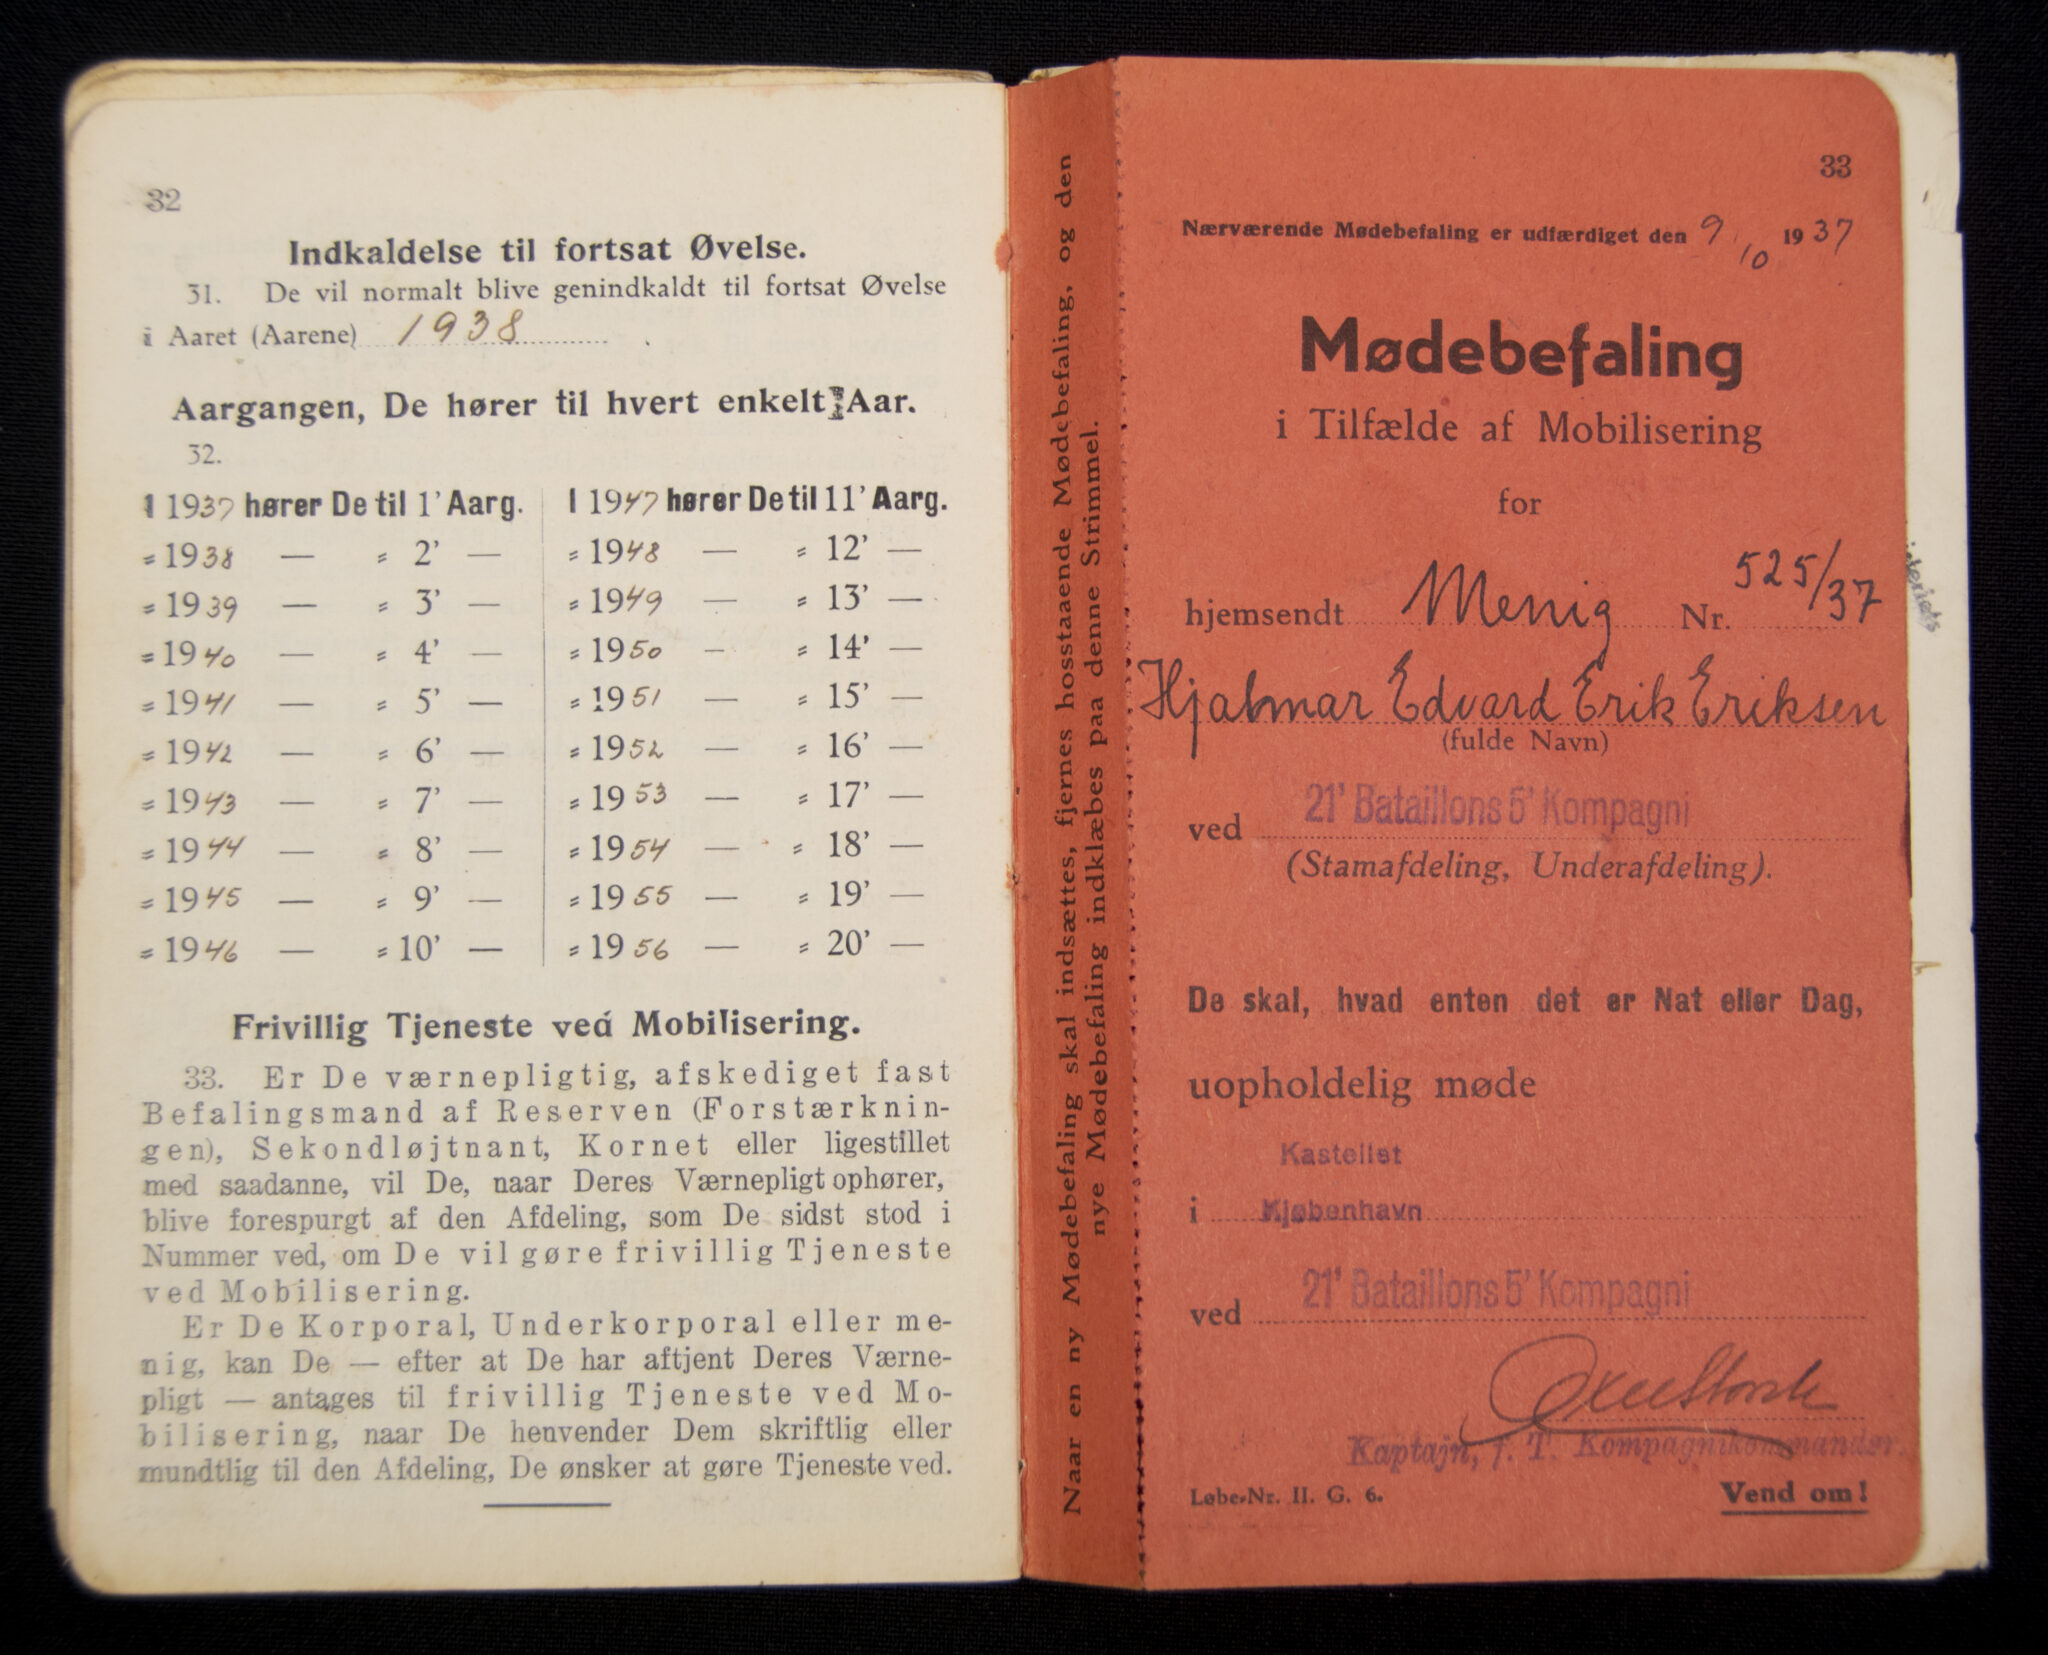 32
Indkaldelse til fortsat Øvelse.
31. De vil normalt blive genindkaldt til fortsat Øvelse
i Aaret (Aarene) 1938
Aargangen, De hører til hvert enkelt Aar.
32.
I 1937 hører De til 1' Aarg.
" 1938 — " 2' —
" 1939 — " 3' —
" 1940 — " 4' —
" 1941 — " 5' —
" 1942 — " 6' —
" 1943 — " 7' —
" 1944 — " 8' —
" 1945 — " 9' —
" 1946 — " 10' —
I 1947 hører De til 11' Aarg.
" 1948 — " 12' —
" 1949 — " 13' —
" 1950 — " 14' —
" 1951 — " 15' —
" 1952 — " 16' —
" 1953 — " 17' —
" 1954 — " 18' —
" 1955 — " 19' —
" 1956 — " 20' —
Frivillig Tjeneste ved Mobilisering.
33. Er De værnepligtig, afskediget fast
Befalingsmand af Reserven (Forstærknin-
gen), Sekondløjtnant, Kornet eller ligestillet
med saadanne, vil De, naar Deres Værnepligt ophører,
blive forespurgt af den Afdeling, som De sidst stod i
Nummer ved, om De vil gøre frivillig Tjeneste
ved Mobilisering.
Er De Korporal, Underkorporal eller me-
nig, kan De — efter at De har aftjent Deres Værne-
pligt — antages til frivillig Tjeneste ved Mo-
bilisering, naar De henvender Dem skriftlig eller
mundtlig til den Afdeling, De ønsker at gøre Tjeneste ved.
Naar en ny Mødebefaling skal indsættes, fjernes hosstaaende Mødebefaling, og den
nye Mødebefaling indklæbes paa denne Strimmel.
33
Nærværende Mødebefaling er udfærdiget den 9/10 1937
Mødebefaling
i Tilfælde af Mobilisering
for
hjemsendt Menig Nr. 525/37
Hjalmar Edvard Erik Eriksen
(fulde Navn)
ved 21' Bataillons 5' Kompagni
(Stamafdeling, Underafdeling).
De skal, hvad enten det er Nat eller Dag,
uopholdelig møde
Kastellet
i Kjøbenhavn
ved 21' Bataillons 5' Kompagni
Kaptajn, f. T. Kompagnikommandør.
Løbe-Nr. II. G. 6.
Vend om!